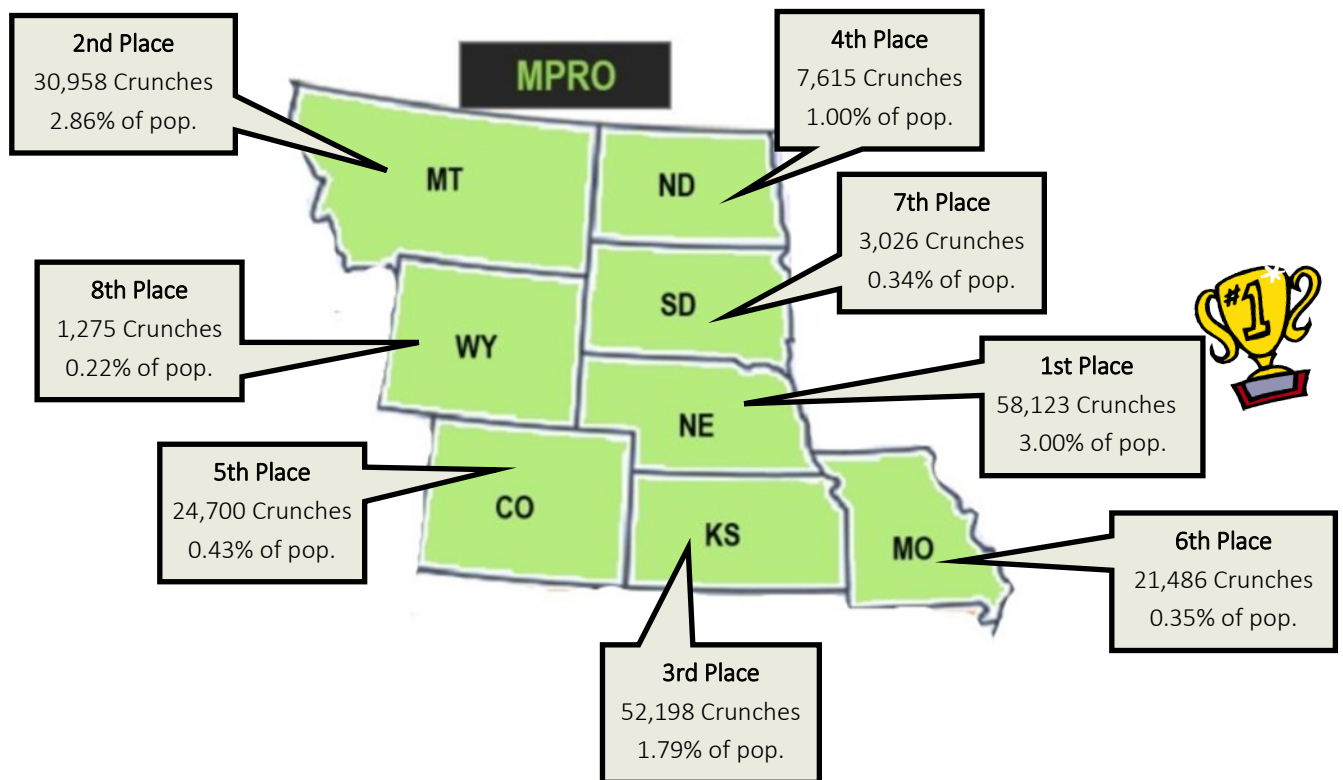 2nd Place
30,958 Crunches
2.86% of pop.
MPRO
4th Place
7,615 Crunches
1.00% of pop.
MT
ND
7th Place
3,026 Crunches
0.34% of pop.
8th Place
1,275 Crunches
0.22% of pop.
WY
SD
#1
1st Place
58,123 Crunches
3.00% of pop.
NE
5th Place
24,700 Crunches
0.43% of pop.
CO
KS
MO
6th Place
21,486 Crunches
0.35% of pop.
3rd Place
52,198 Crunches
1.79% of pop.